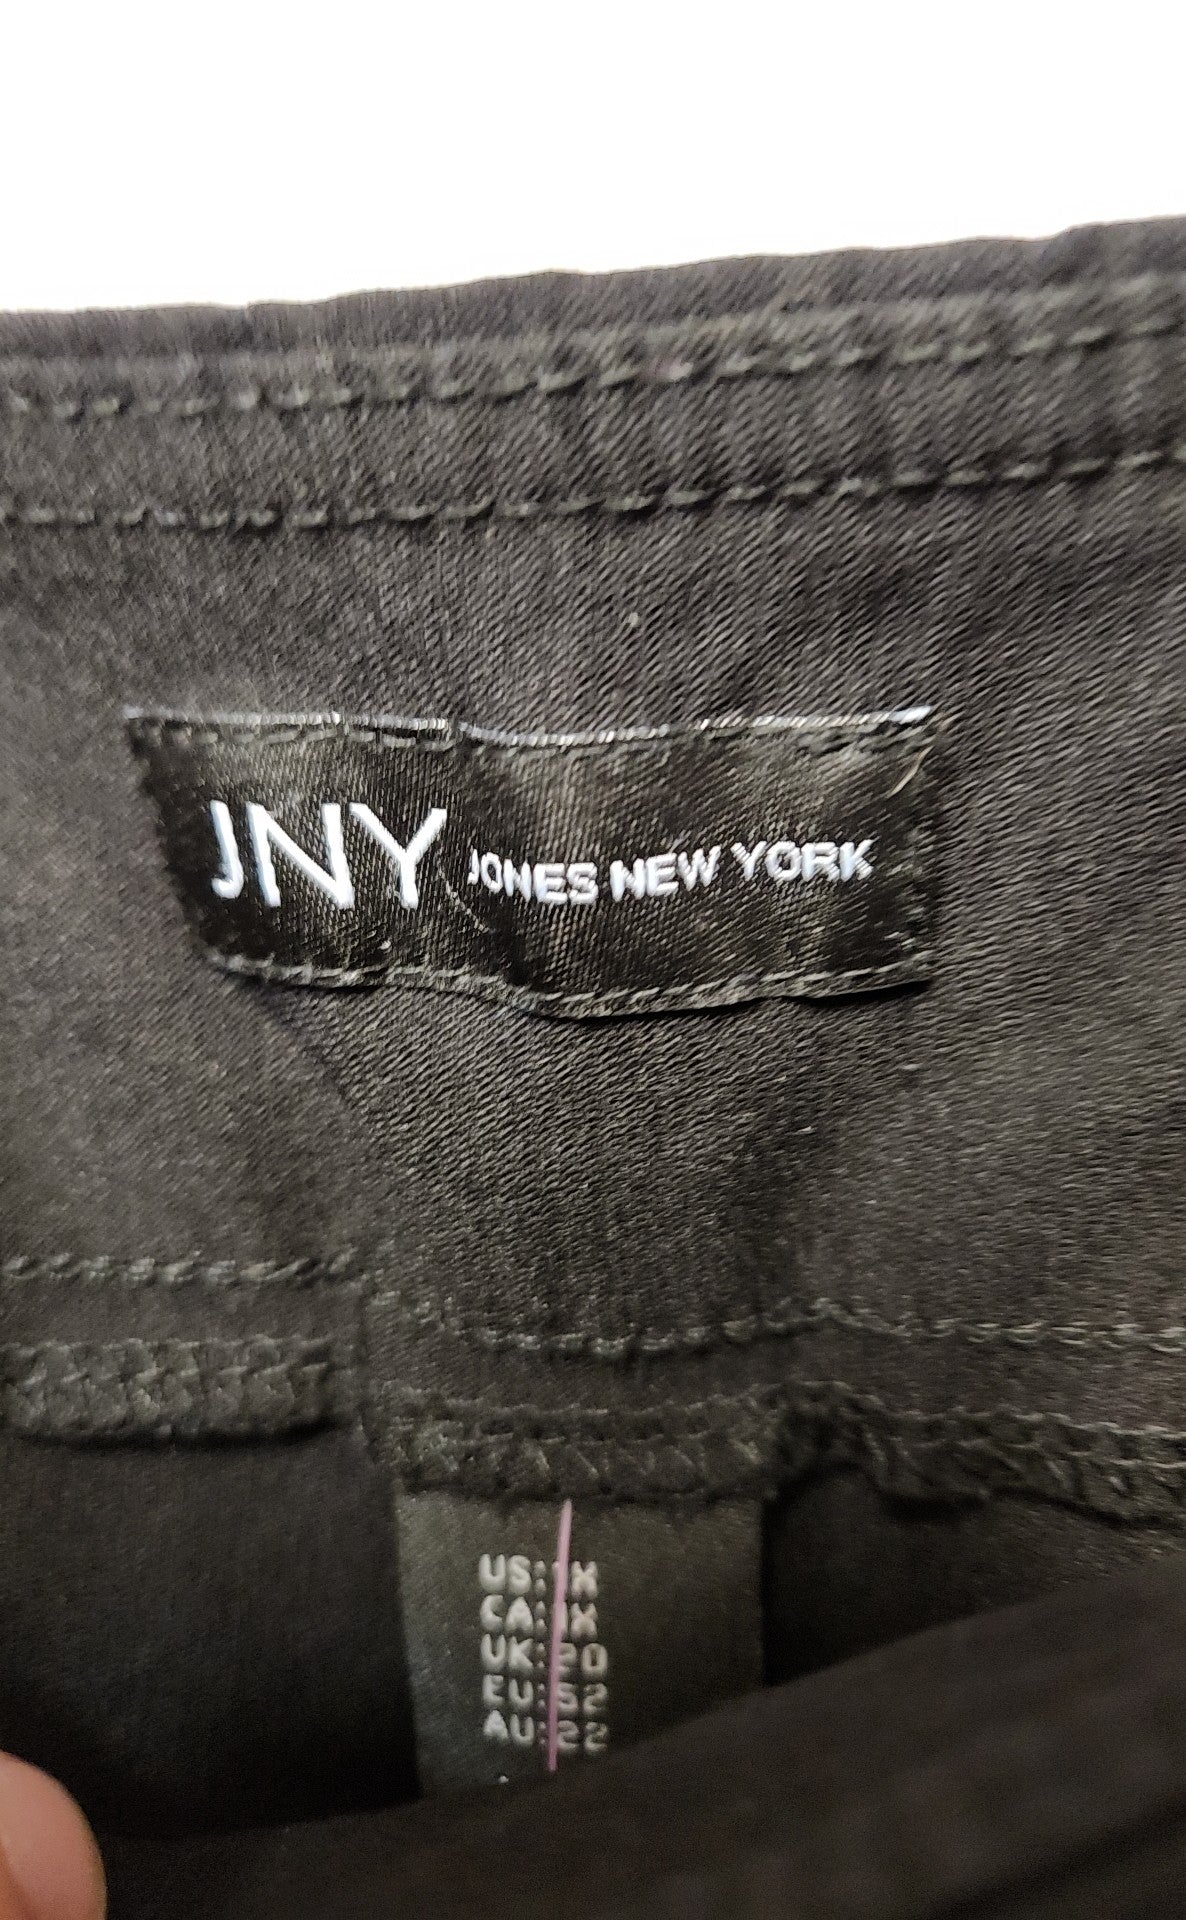 JNY JONES NEW YORK
US:1X
CA:1X
UK:20
EU:52
AU:22